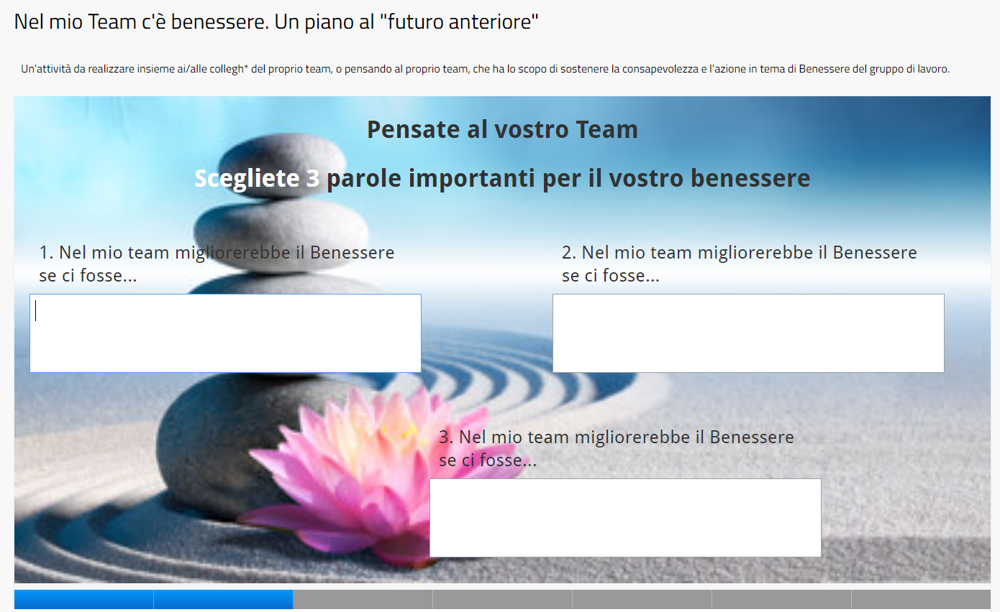 Nel mio Team c'è benessere. Un piano al "futuro anteriore"
Un'attività da realizzare insieme ai/alle collegh* del proprio team, o pensando al proprio team, che ha lo scopo di sostenere la consapevolezza e l'azione in tema di Benessere del gruppo di lavoro.
Pensate al vostro Team
Scegliete 3 parole importanti per il vostro benessere
1. Nel mio team migliorerebbe il Benessere
se ci fosse...
2. Nel mio team migliorerebbe il Benessere
se ci fosse...
3. Nel mio team migliorerebbe il Benessere
se ci fosse...